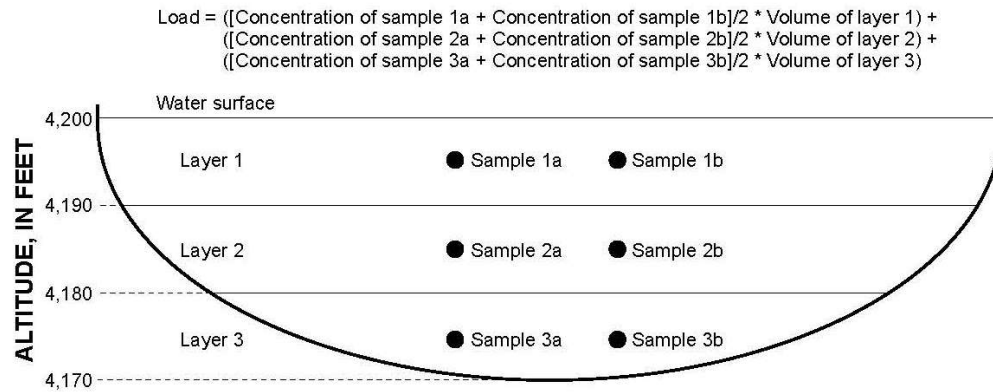 Load = ([Concentration of sample 1a + Concentration of sample 1b]/2 * Volume of layer 1) +
([Concentration of sample 2a + Concentration of sample 2b]/2 * Volume of layer 2) +
([Concentration of sample 3a + Concentration of sample 3b]/2 * Volume of layer 3)
Water surface
4,200
Layer 1 Sample 1a Sample 1b
4,190
Layer 2 Sample 2a Sample 2b
4,180
Layer 3 Sample 3a Sample 3b
4,170
ALTITUDE, IN FEET